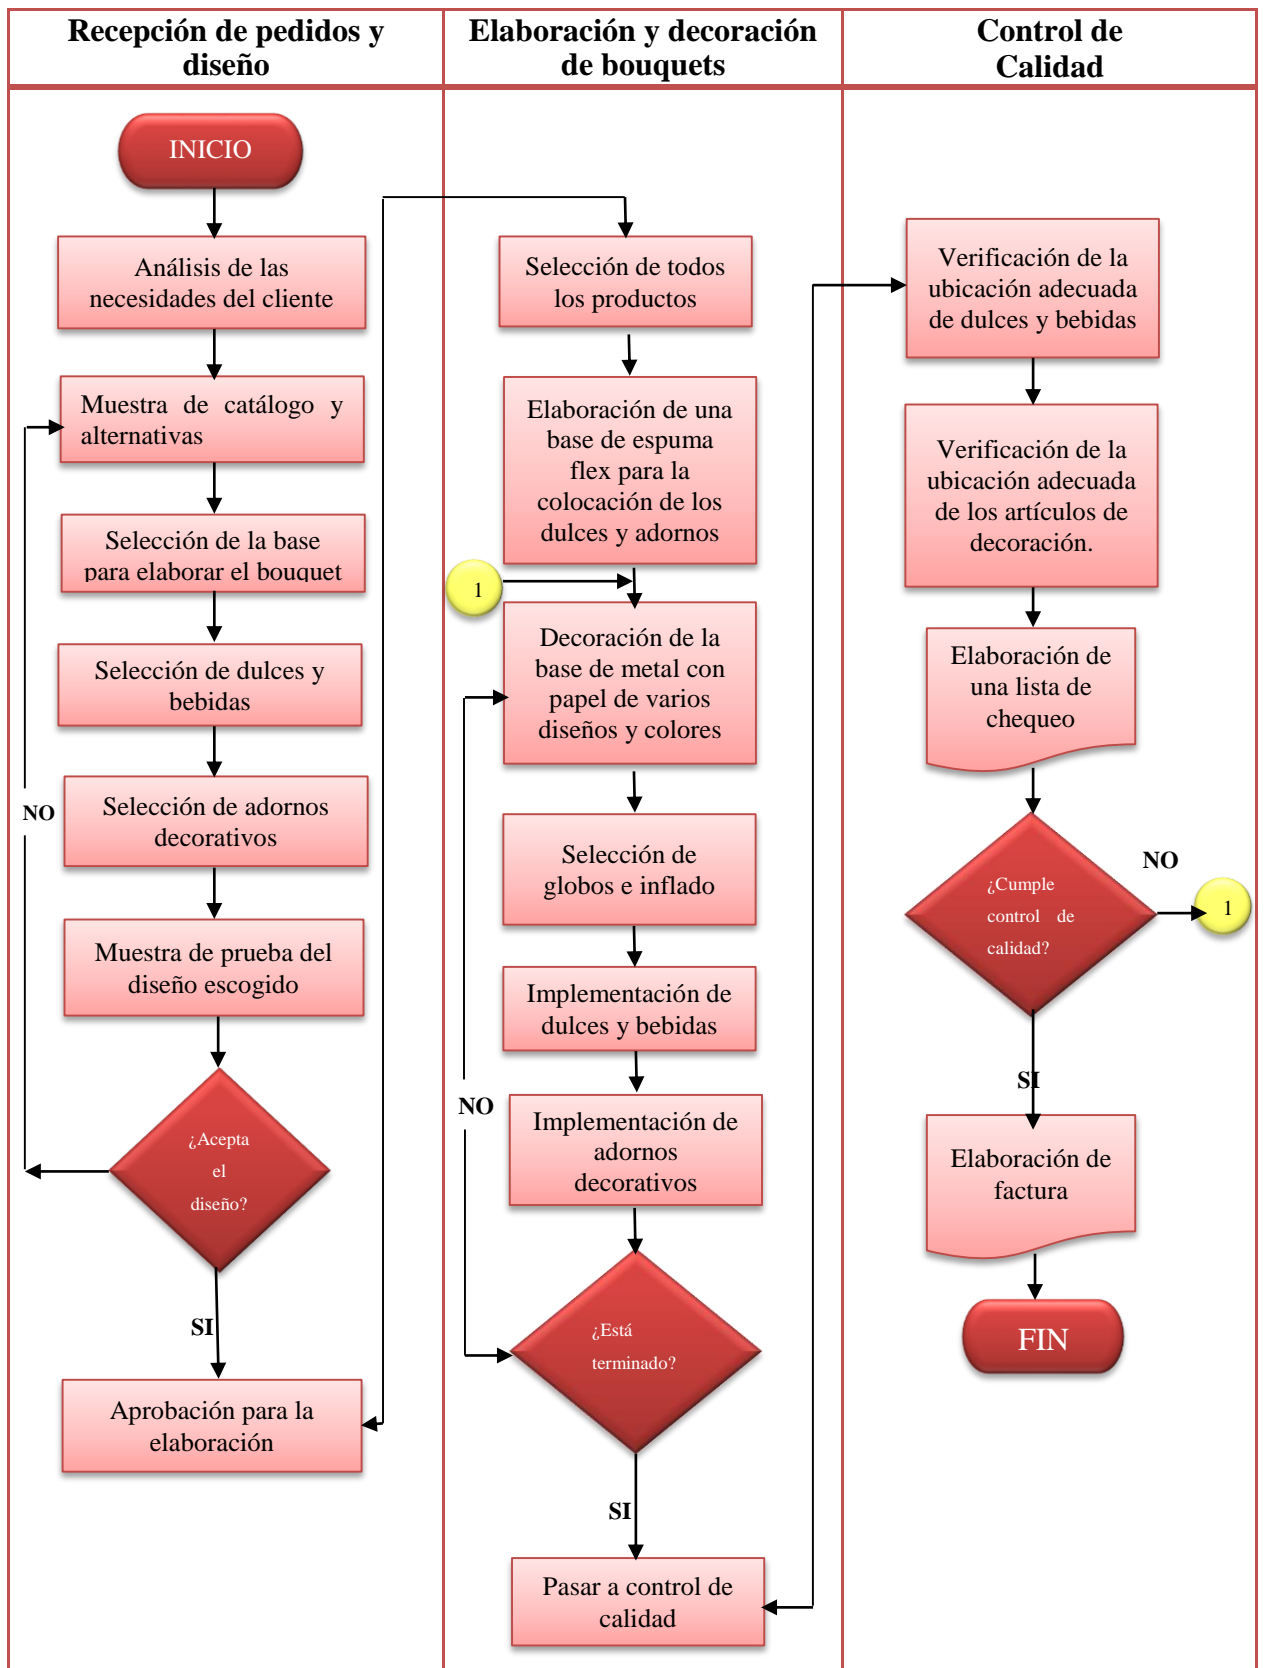 Recepción de pedidos y
diseño
Elaboración y decoración
de bouquets
Control de
Calidad
INICIO
Análisis de las
necesidades del cliente
Muestra de catálogo y
alternativas
Selección de la base
para elaborar el bouquet
Selección de dulces y
bebidas
NO
Selección de adornos
decorativos
Muestra de prueba del
diseño escogido
¿Acepta
el
diseño?
SI
Aprobación para la
elaboración
Selección de todos
los productos
Elaboración de una
base de espuma
flex para la
colocación de los
dulces y adornos
1
Decoración de la
base de metal con
papel de varios
diseños y colores
Selección de
globos e inflado
Implementación de
dulces y bebidas
NO
Implementación de
adornos
decorativos
¿Está
terminado?
SI
Pasar a control de
calidad
Verificación de la
ubicación adecuada
de dulces y bebidas
Verificación de la
ubicación adecuada
de los artículos de
decoración.
Elaboración de
una lista de
chequeo
¿Cumple
control de
calidad?
NO
1
SI
Elaboración de
factura
FIN